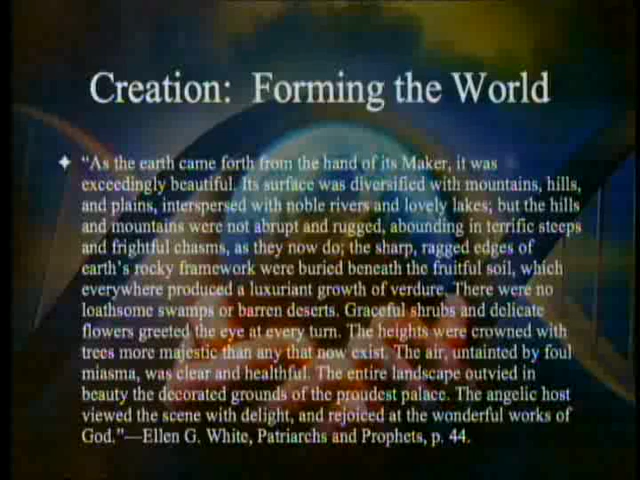 Creation: Forming the World
"As the earth came forth from the hand of its Maker, it was
exceedingly beautiful. Its surface was diversified with mountains, hills,
and plains, interspersed with noble rivers and lovely lakes; but the hills
and mountains were not abrupt and rugged, abounding in terrific steeps
and frightful chasms, as they now do; the sharp, ragged edges of
earth's rocky framework were buried beneath the fruitful soil, which
everywhere produced a luxuriant growth of verdure. There were no
loathsome swamps or barren deserts. Graceful shrubs and delicate
flowers greeted the eye at every turn. The heights were crowned with
trees more majestic than any that now exist. The air, untainted by foul
miasma, was clear and healthful. The entire landscape outvied in
beauty the decorated grounds of the proudest palace. The angelic host
viewed the scene with delight, and rejoiced at the wonderful works of
God."—Ellen G. White, Patriarchs and Prophets, p. 44.